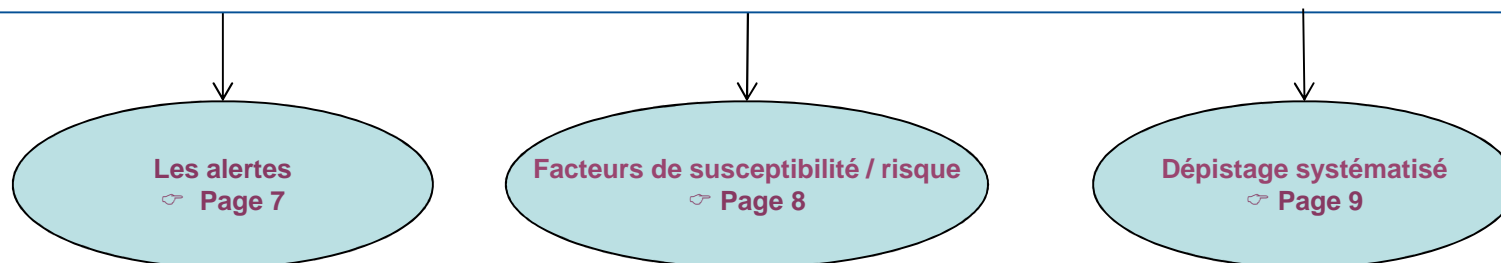 Les alertes
☞ Page 7
Facteurs de susceptibilité / risque
☞ Page 8
Dépistage systématisé
☞ Page 9